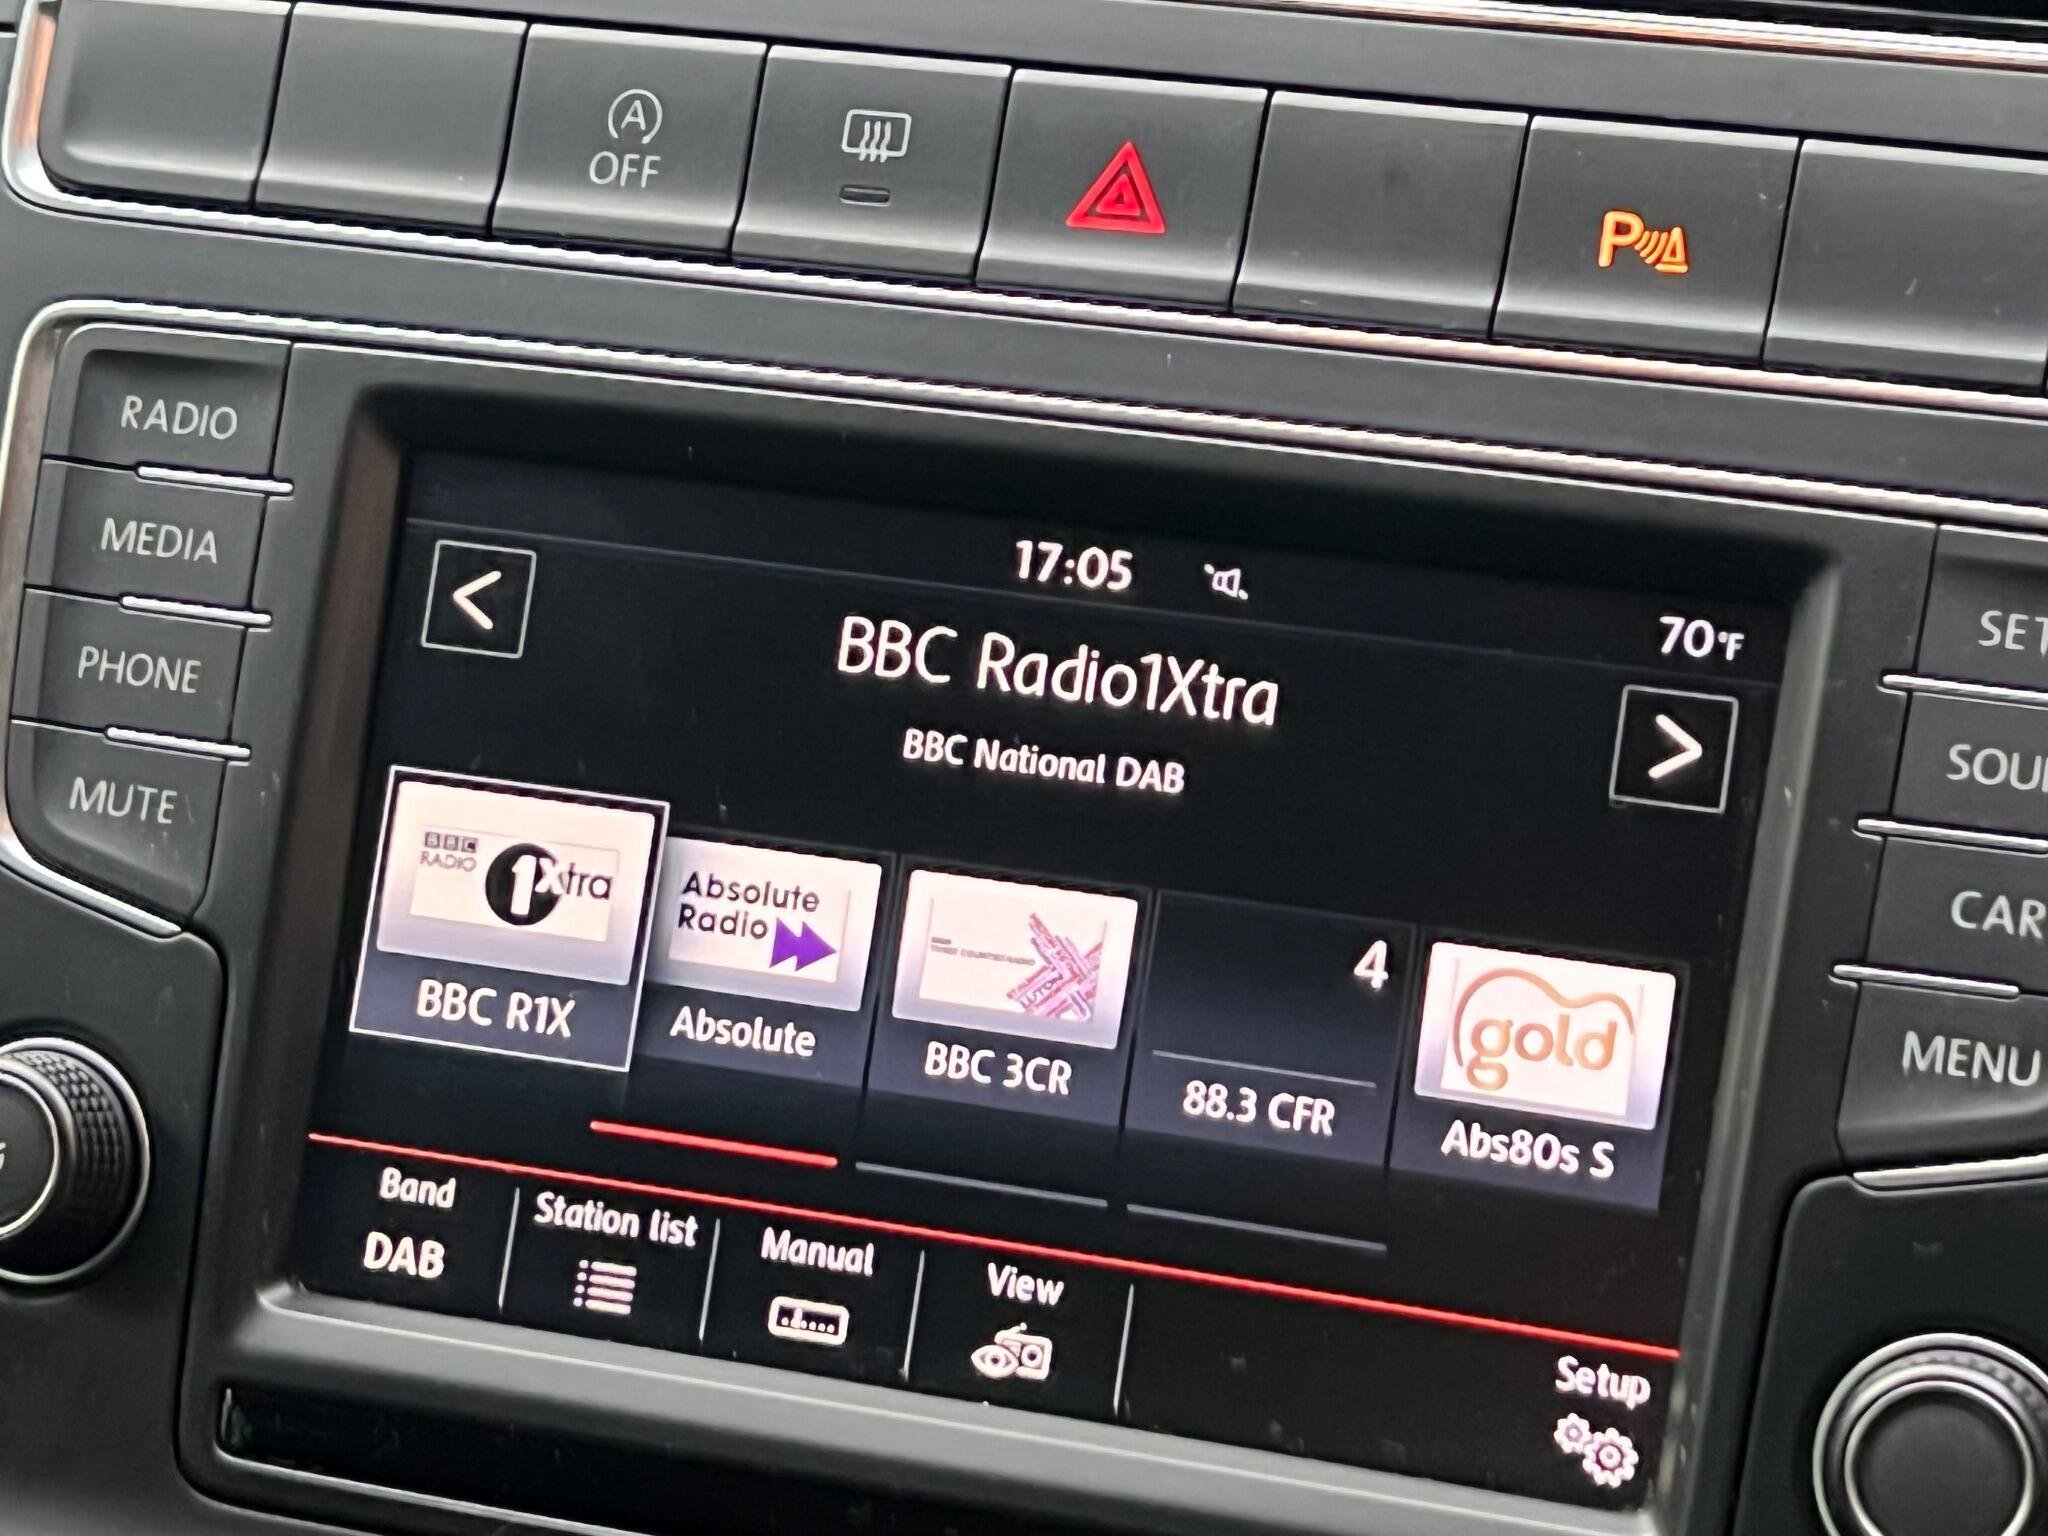 A
OFF
P
RADIO
MEDIA
PHONE
MUTE
17:05
70°F
<
BBC Radio1Xtra
>
BBC National DAB
BBC
RADIO
1Xtra
BBC R1X
Absolute
Radio
Absolute
BBC 3CR
4
88.3 CFR
gold
Abs80s S
Band
DAB
Station list
Manual
View
Setup
SET
SOU
CAR
MENU